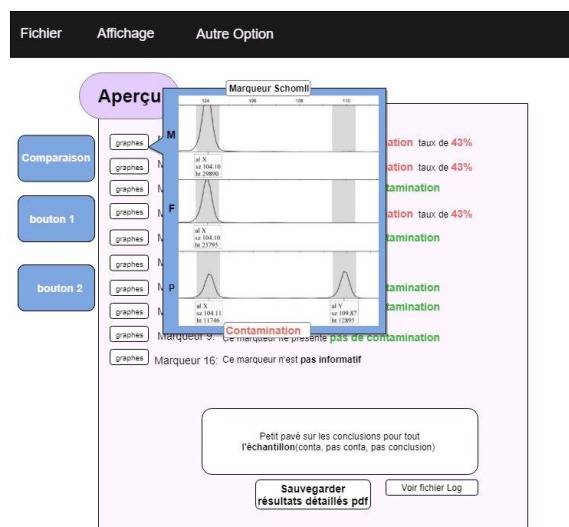 Fichier Affichage Autre Option
Aperçu
Marqueur SchomII
104 106 108 110
M
al X
sz 104.10
ht 29890
F
al X
sz 104.10
ht 23795
P
al X
sz 104.11
ht 11746
al Y
sz 109.87
ht 12895
Contamination
Comparaison
bouton 1
bouton 2
graphes M ation taux de 43%
graphes M ation taux de 43%
graphes M tamination
graphes M ation taux de 43%
graphes M tamination
graphes M
graphes M tamination
graphes M tamination
graphes Marqueur 9: Ce marqueur ne présente pas de contamination
graphes Marqueur 16: Ce marqueur n'est pas informatif
Petit pavé sur les conclusions pour tout
l'échantillon(conta, pas conta, pas conclusion)
Sauvegarder
résultats détaillés pdf
Voir fichier Log